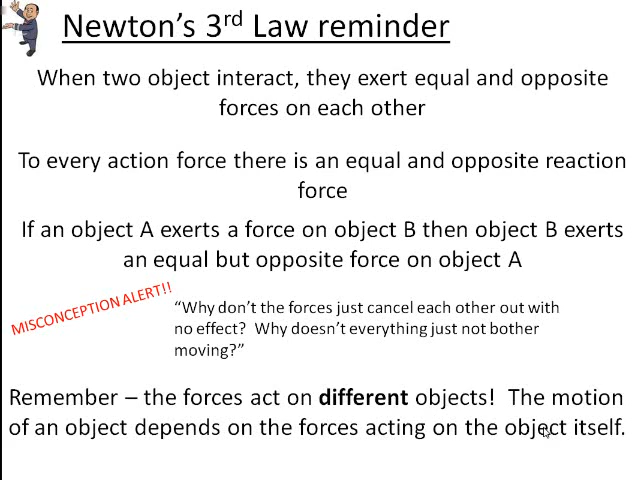 Newton's 3rd Law reminder
When two object interact, they exert equal and opposite
forces on each other
To every action force there is an equal and opposite reaction
force
If an object A exerts a force on object B then object B exerts
an equal but opposite force on object A
MISCONCEPTION ALERT!!
“Why don't the forces just cancel each other out with
no effect?  Why doesn't everything just not bother
moving?”
Remember – the forces act on different objects!  The motion
of an object depends on the forces acting on the object itself.